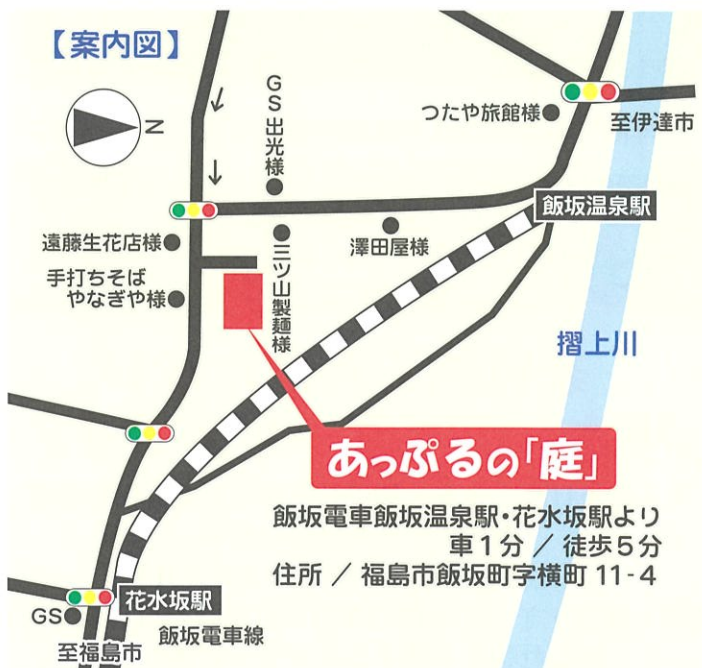 【案内図】
N
GS出光様
つたや旅館様
至伊達市
飯坂温泉駅
遠藤生花店様
澤田屋様
手打ちそば
やなぎや様
三ツ山製麺様
摺上川
あっぷるの「庭」
飯坂電車飯坂温泉駅・花水坂駅より
車1分 / 徒歩5分
住所 / 福島市飯坂町字横町 11-4
花水坂駅
GS
飯坂電車線
至福島市